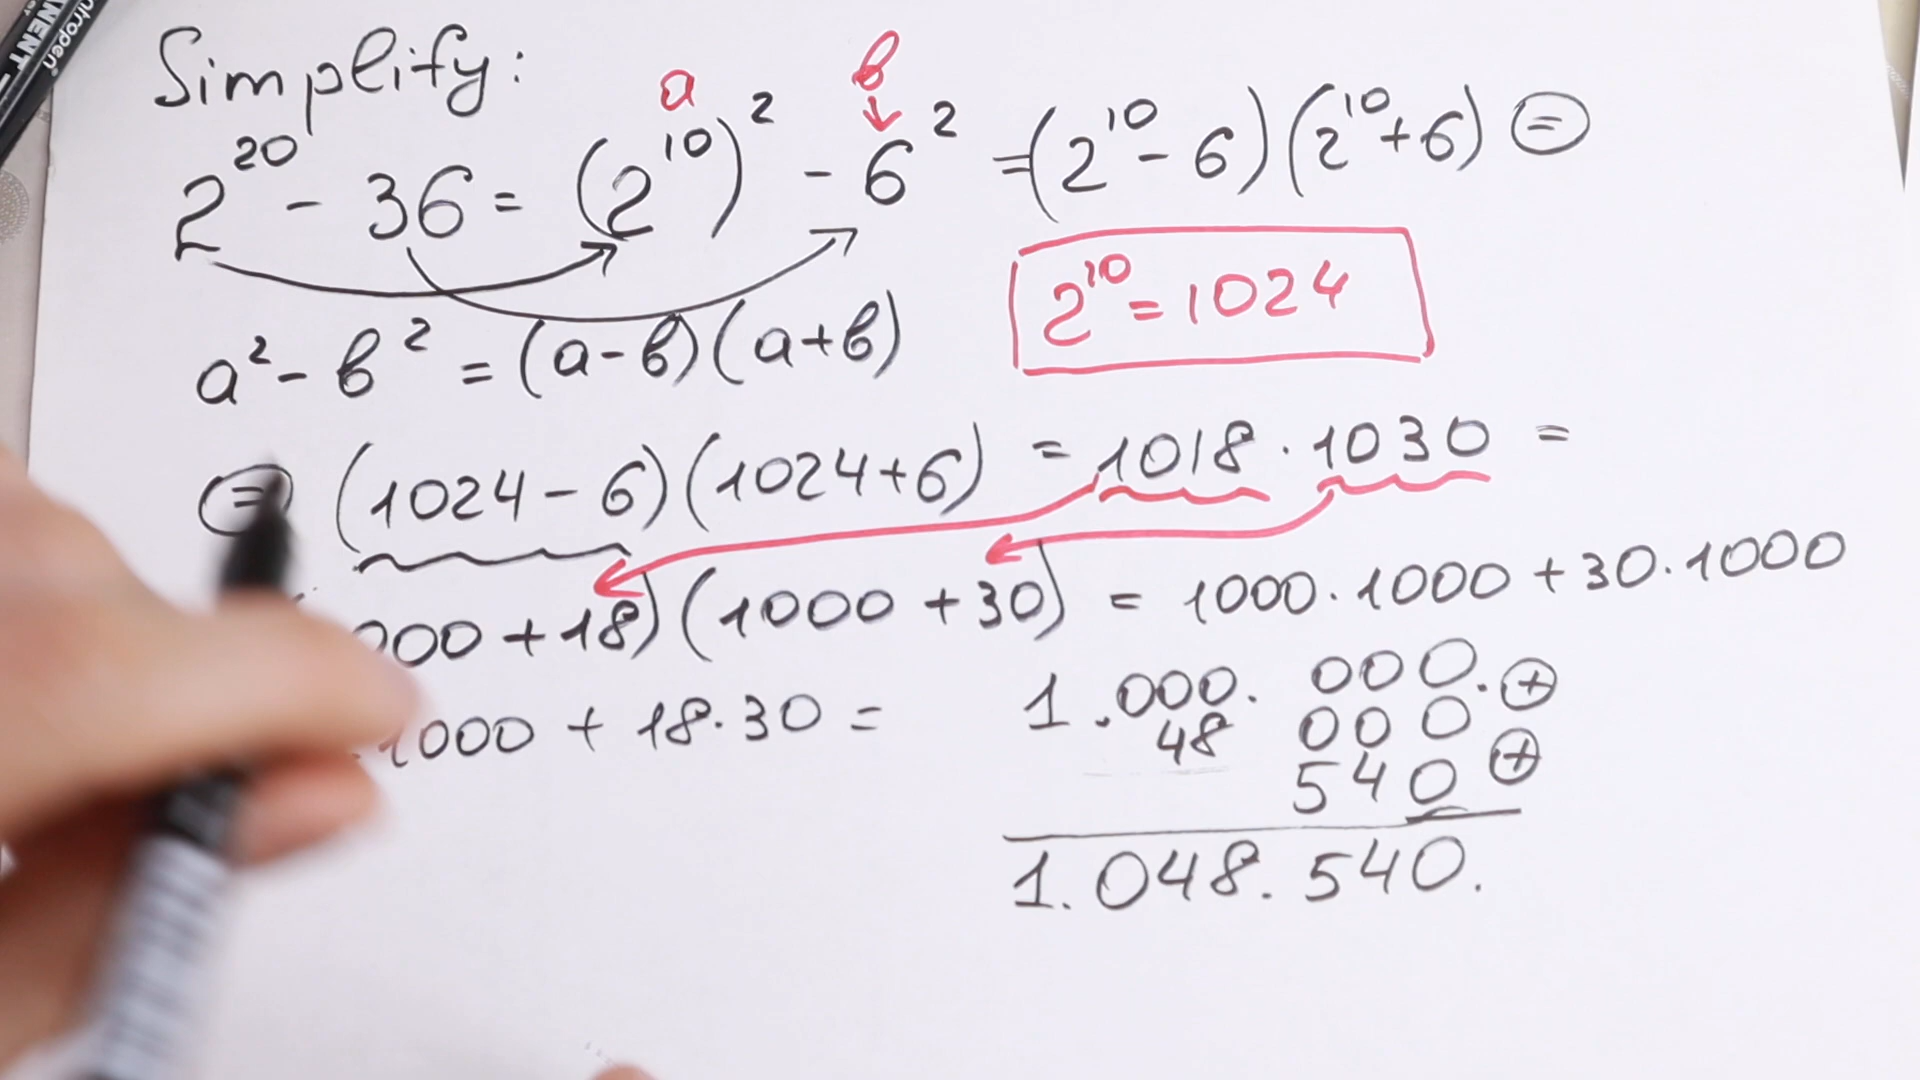 Simplify:
a b
2^20 - 36 = (2^10)^2 - 6^2 = (2^10 - 6)(2^10 + 6) =
2^10 = 1024
a^2 - b^2 = (a-b)(a+b)
= (1024 - 6)(1024 + 6) = 1018 · 1030 =
000 + 18)(1000 + 30) = 1000 · 1000 + 30 · 1000
· 1000 + 18 · 30 =
1.000.000. +
48 000
540 +
1.048.540.